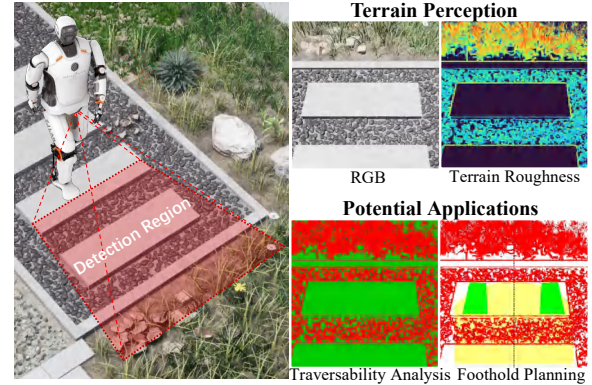 Detection Region
Terrain Perception
RGB
Terrain Roughness
Potential Applications
Traversability Analysis
Foothold Planning